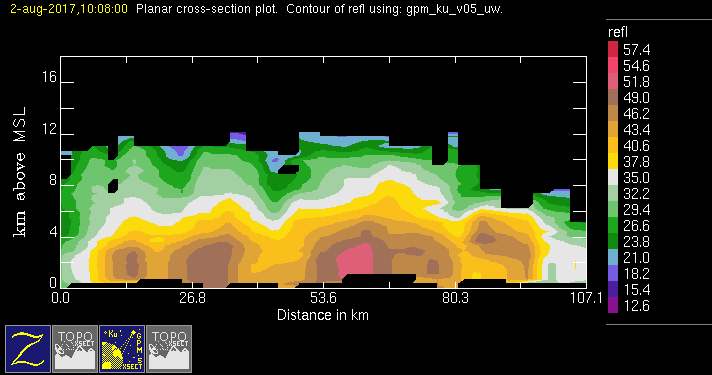 2-aug-2017,10:08:00 Planar cross-section plot. Contour of refl using: gpm_ku_v05_uw.
refl
57.4
54.6
51.8
49.0
46.2
43.4
40.6
37.8
35.0
32.2
29.4
26.6
23.8
21.0
18.2
15.4
12.6
km above MSL
16
12
8
4
0
0.0 26.8 53.6 80.3 107.1
Distance in km
Z
TOPO XSECT
"Ku" GPM XSECT
TOPO XSECT